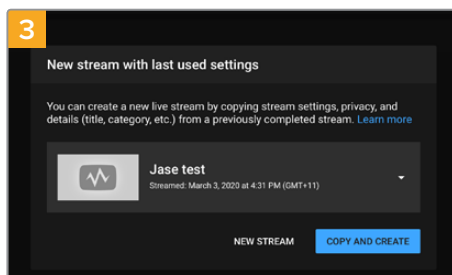 3
New stream with last used settings
You can create a new live stream by copying stream settings, privacy, and
details (title, category, etc.) from a previously completed stream. Learn more
Jase test
Streamed: March 3, 2020 at 4:31 PM (GMT+11)
NEW STREAM COPY AND CREATE